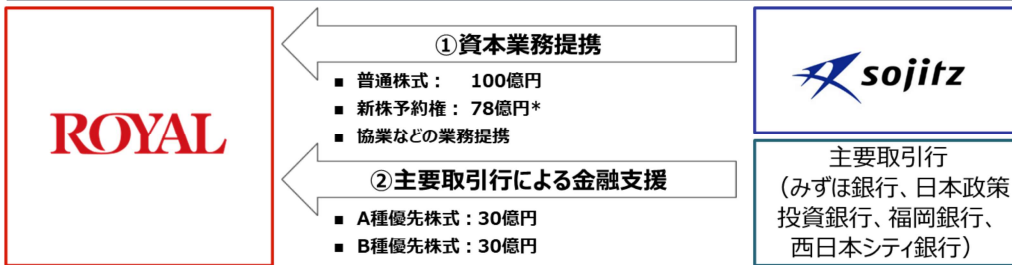 ROYAL
①資本業務提携
■ 普通株式： 100億円
■ 新株予約権： 78億円*
■ 協業などの業務提携
②主要取引行による金融支援
■ A種優先株式：30億円
■ B種優先株式：30億円
sojitz
主要取引行
（みずほ銀行、日本政策
投資銀行、福岡銀行、
西日本シティ銀行）